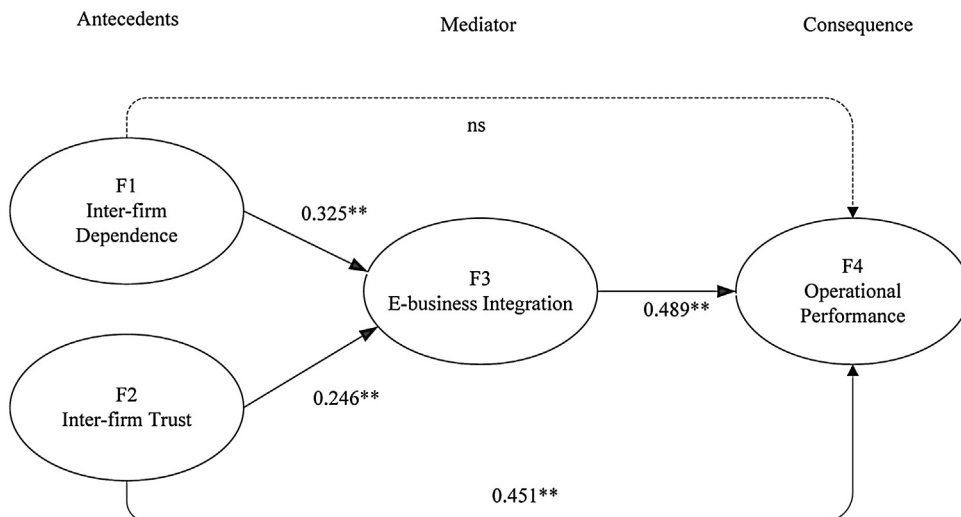 Antecedents
Mediator
Consequence
ns
F1
Inter-firm
Dependence
0.325**
F3
E-business Integration
0.489**
F4
Operational
Performance
F2
Inter-firm Trust
0.246**
0.451**